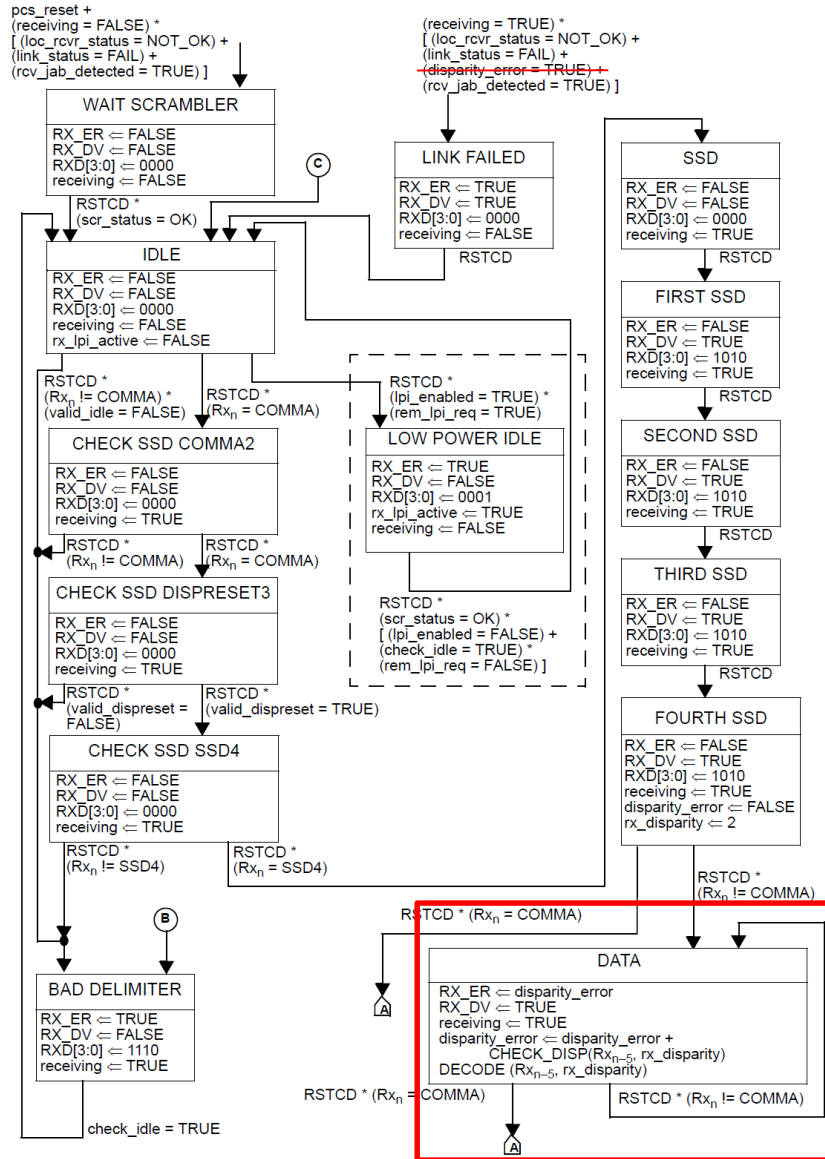 pcs_reset +
(receiving = FALSE) *
[ (loc_rcvr_status = NOT_OK) +
(link_status = FAIL) +
(rcv_jab_detected = TRUE) ]
WAIT SCRAMBLER
RX_ER ⇐ FALSE
RX_DV ⇐ FALSE
RXD[3:0] ⇐ 0000
receiving ⇐ FALSE
RSTCD *
(scr_status = OK)
C
(receiving = TRUE) *
[ (loc_rcvr_status = NOT_OK) +
(link_status = FAIL) +
(disparity_error = TRUE) +
(rcv_jab_detected = TRUE) ]
LINK FAILED
RX_ER ⇐ TRUE
RX_DV ⇐ TRUE
RXD[3:0] ⇐ 0000
receiving ⇐ FALSE
RSTCD
IDLE
RX_ER ⇐ FALSE
RX_DV ⇐ FALSE
RXD[3:0] ⇐ 0000
receiving ⇐ FALSE
rx_lpi_active ⇐ FALSE
RSTCD *
(Rxn != COMMA) *
(valid_idle = FALSE)
RSTCD *
(Rxn = COMMA)
RSTCD *
(lpi_enabled = TRUE) *
(rem_lpi_req = TRUE)
LOW POWER IDLE
RX_ER ⇐ TRUE
RX_DV ⇐ FALSE
RXD[3:0] ⇐ 0001
rx_lpi_active ⇐ TRUE
receiving ⇐ FALSE
RSTCD *
(scr_status = OK) *
[ (lpi_enabled = FALSE) +
(check_idle = TRUE) *
(rem_lpi_req = FALSE) ]
CHECK SSD COMMA2
RX_ER ⇐ FALSE
RX_DV ⇐ FALSE
RXD[3:0] ⇐ 0000
receiving ⇐ TRUE
RSTCD *
(Rxn != COMMA)
RSTCD *
(Rxn = COMMA)
CHECK SSD DISPRESET3
RX_ER ⇐ FALSE
RX_DV ⇐ FALSE
RXD[3:0] ⇐ 0000
receiving ⇐ TRUE
RSTCD *
(valid_dispreset =
FALSE)
RSTCD *
(valid_dispreset = TRUE)
CHECK SSD SSD4
RX_ER ⇐ FALSE
RX_DV ⇐ FALSE
RXD[3:0] ⇐ 0000
receiving ⇐ TRUE
RSTCD *
(Rxn != SSD4)
RSTCD *
(Rxn = SSD4)
B
BAD DELIMITER
RX_ER ⇐ TRUE
RX_DV ⇐ FALSE
RXD[3:0] ⇐ 1110
receiving ⇐ TRUE
check_idle = TRUE
SSD
RX_ER ⇐ FALSE
RX_DV ⇐ FALSE
RXD[3:0] ⇐ 0000
receiving ⇐ TRUE
RSTCD
FIRST SSD
RX_ER ⇐ FALSE
RX_DV ⇐ TRUE
RXD[3:0] ⇐ 1010
receiving ⇐ TRUE
RSTCD
SECOND SSD
RX_ER ⇐ FALSE
RX_DV ⇐ TRUE
RXD[3:0] ⇐ 1010
receiving ⇐ TRUE
RSTCD
THIRD SSD
RX_ER ⇐ FALSE
RX_DV ⇐ TRUE
RXD[3:0] ⇐ 1010
receiving ⇐ TRUE
RSTCD
FOURTH SSD
RX_ER ⇐ FALSE
RX_DV ⇐ TRUE
RXD[3:0] ⇐ 1010
receiving ⇐ TRUE
disparity_error ⇐ FALSE
rx_disparity ⇐ 2
RSTCD * (Rxn = COMMA)
A
RSTCD *
(Rxn != COMMA)
DATA
RX_ER ⇐ disparity_error
RX_DV ⇐ TRUE
receiving ⇐ TRUE
disparity_error ⇐ disparity_error +
CHECK_DISP(Rxn–5, rx_disparity)
DECODE (Rxn–5, rx_disparity)
RSTCD * (Rxn = COMMA)
A
RSTCD * (Rxn != COMMA)